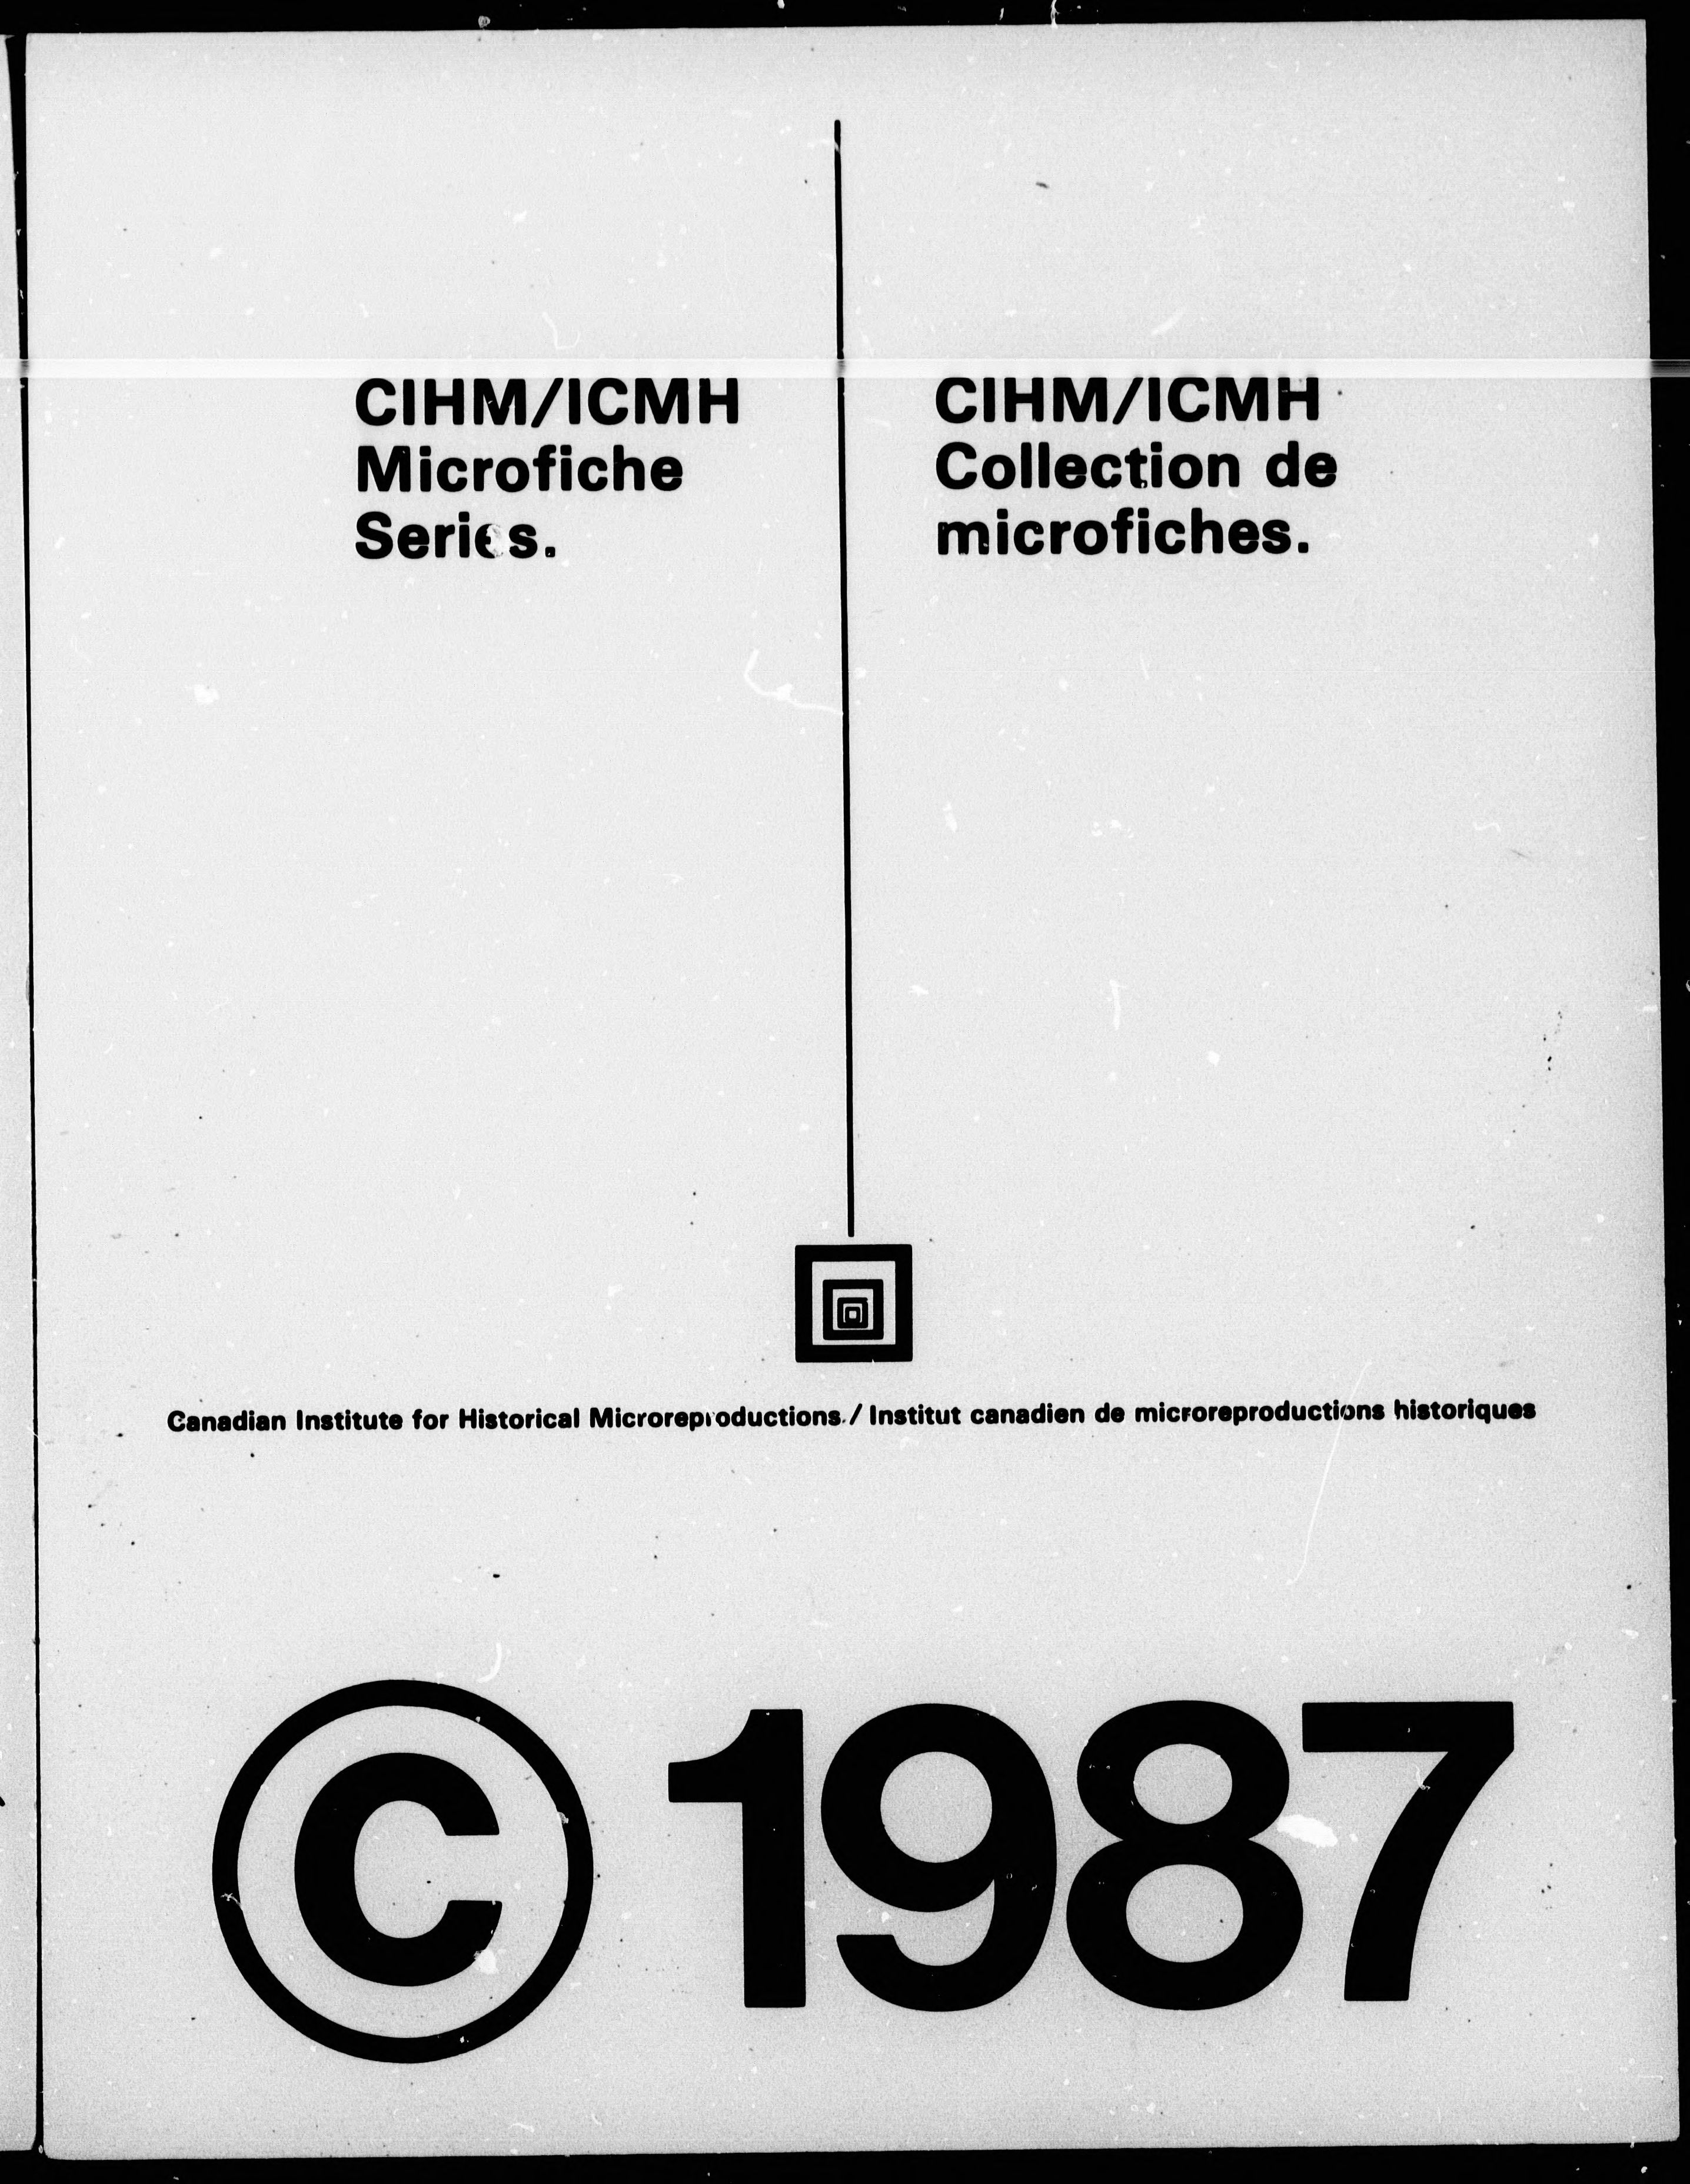 CIHM/ICMH
Microfiche
Series.
CIHM/ICMH
Collection de
microfiches.
Canadian Institute for Historical Microreproductions / Institut canadien de microreproductions historiques
© 1987